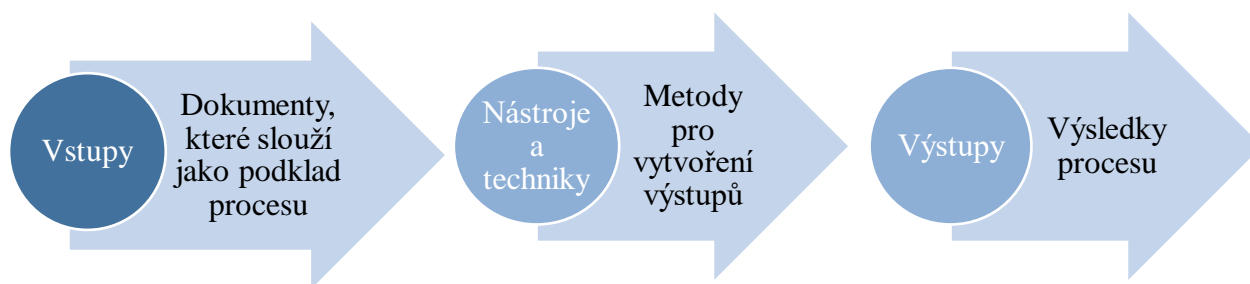 Vstupy
Dokumenty,
které slouží
jako podklad
procesu
Nástroje
a
techniky
Metody
pro
vytvoření
výstupů
Výstupy
Výsledky
procesu